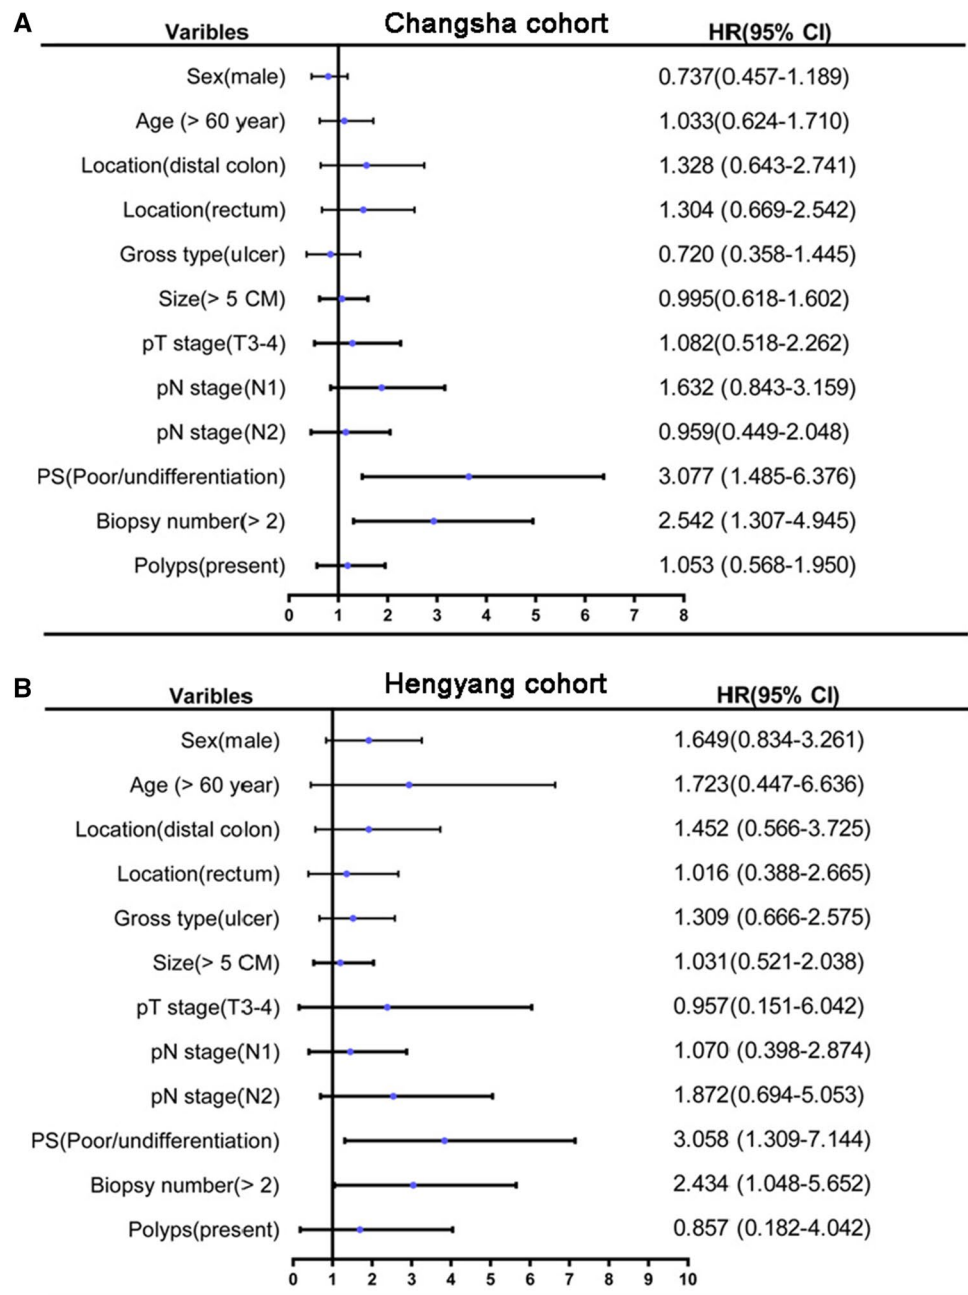 A
Varibles Changsha cohort HR(95% CI)
Sex(male) 0.737(0.457-1.189)
Age (> 60 year) 1.033(0.624-1.710)
Location(distal colon) 1.328 (0.643-2.741)
Location(rectum) 1.304 (0.669-2.542)
Gross type(ulcer) 0.720 (0.358-1.445)
Size(> 5 CM) 0.995(0.618-1.602)
pT stage(T3-4) 1.082(0.518-2.262)
pN stage(N1) 1.632 (0.843-3.159)
pN stage(N2) 0.959(0.449-2.048)
PS(Poor/undifferentiation) 3.077 (1.485-6.376)
Biopsy number(> 2) 2.542 (1.307-4.945)
Polyps(present) 1.053 (0.568-1.950)
0 1 2 3 4 5 6 7 8
B
Varibles Hengyang cohort HR(95% CI)
Sex(male) 1.649(0.834-3.261)
Age (> 60 year) 1.723(0.447-6.636)
Location(distal colon) 1.452 (0.566-3.725)
Location(rectum) 1.016 (0.388-2.665)
Gross type(ulcer) 1.309 (0.666-2.575)
Size(> 5 CM) 1.031(0.521-2.038)
pT stage(T3-4) 0.957(0.151-6.042)
pN stage(N1) 1.070 (0.398-2.874)
pN stage(N2) 1.872(0.694-5.053)
PS(Poor/undifferentiation) 3.058 (1.309-7.144)
Biopsy number(> 2) 2.434 (1.048-5.652)
Polyps(present) 0.857 (0.182-4.042)
0 1 2 3 4 5 6 7 8 9 10